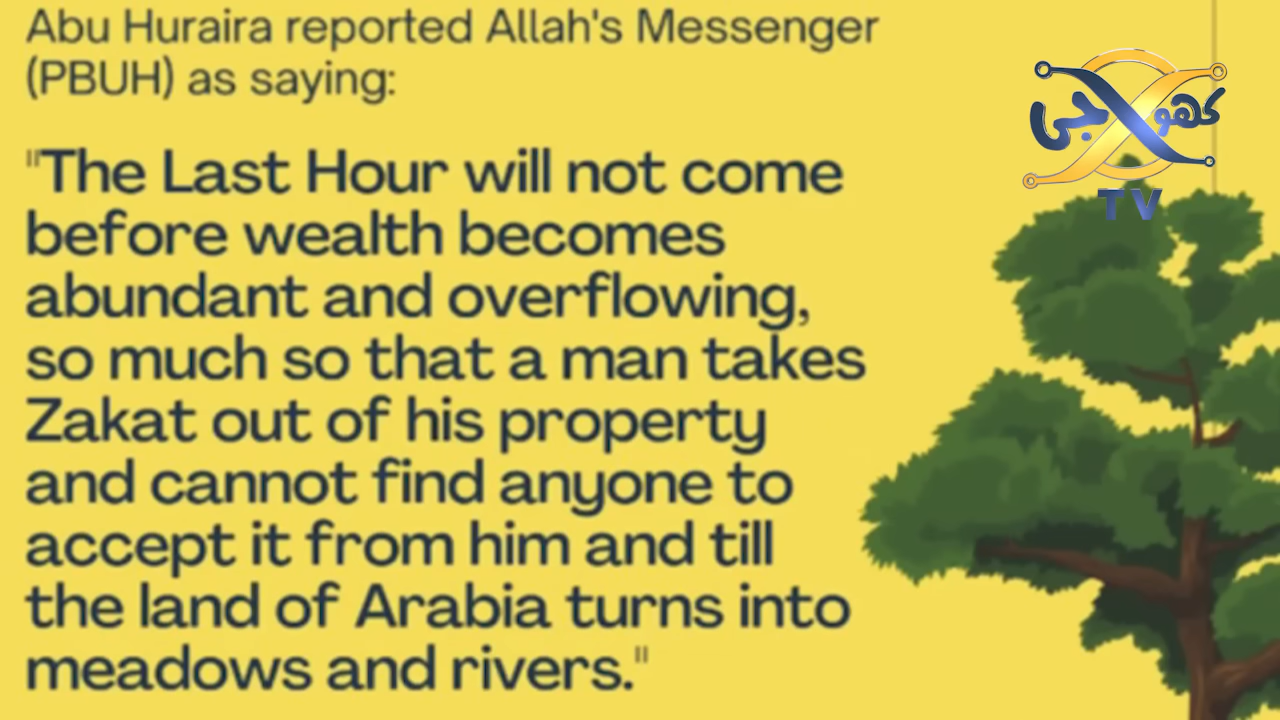 Abu Huraira reported Allah's Messenger
(PBUH) as saying:
"The Last Hour will not come
before wealth becomes
abundant and overflowing,
so much so that a man takes
Zakat out of his property
and cannot find anyone to
accept it from him and till
the land of Arabia turns into
meadows and rivers."
کھوجی
TV